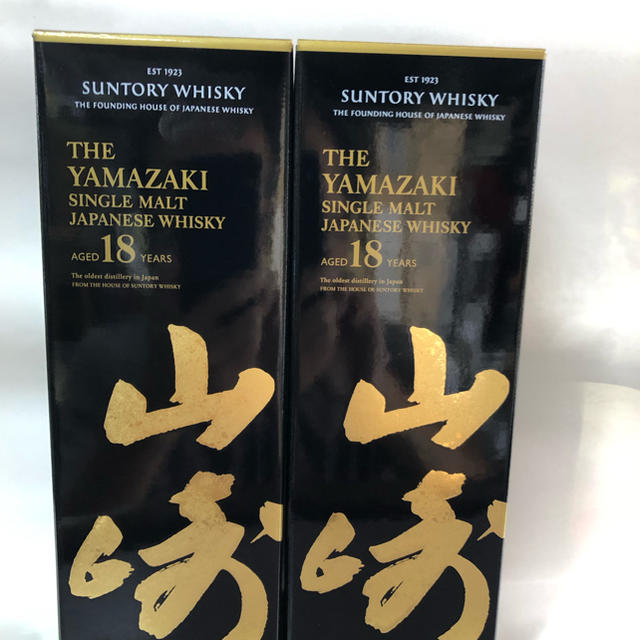 EST 1923
SUNTORY WHISKY
THE FOUNDING HOUSE OF JAPANESE WHISKY
THE
YAMAZAKI
SINGLE MALT
JAPANESE WHISKY
AGED 18 YEARS
The oldest distillery in Japan
FROM THE HOUSE OF SUNTORY WHISKY
山
崎
EST 1923
SUNTORY WHISKY
THE FOUNDING HOUSE OF JAPANESE WHISKY
THE
YAMAZAKI
SINGLE MALT
JAPANESE WHISKY
AGED 18 YEARS
The oldest distillery in Japan
FROM THE HOUSE OF SUNTORY WHISKY
山
崎